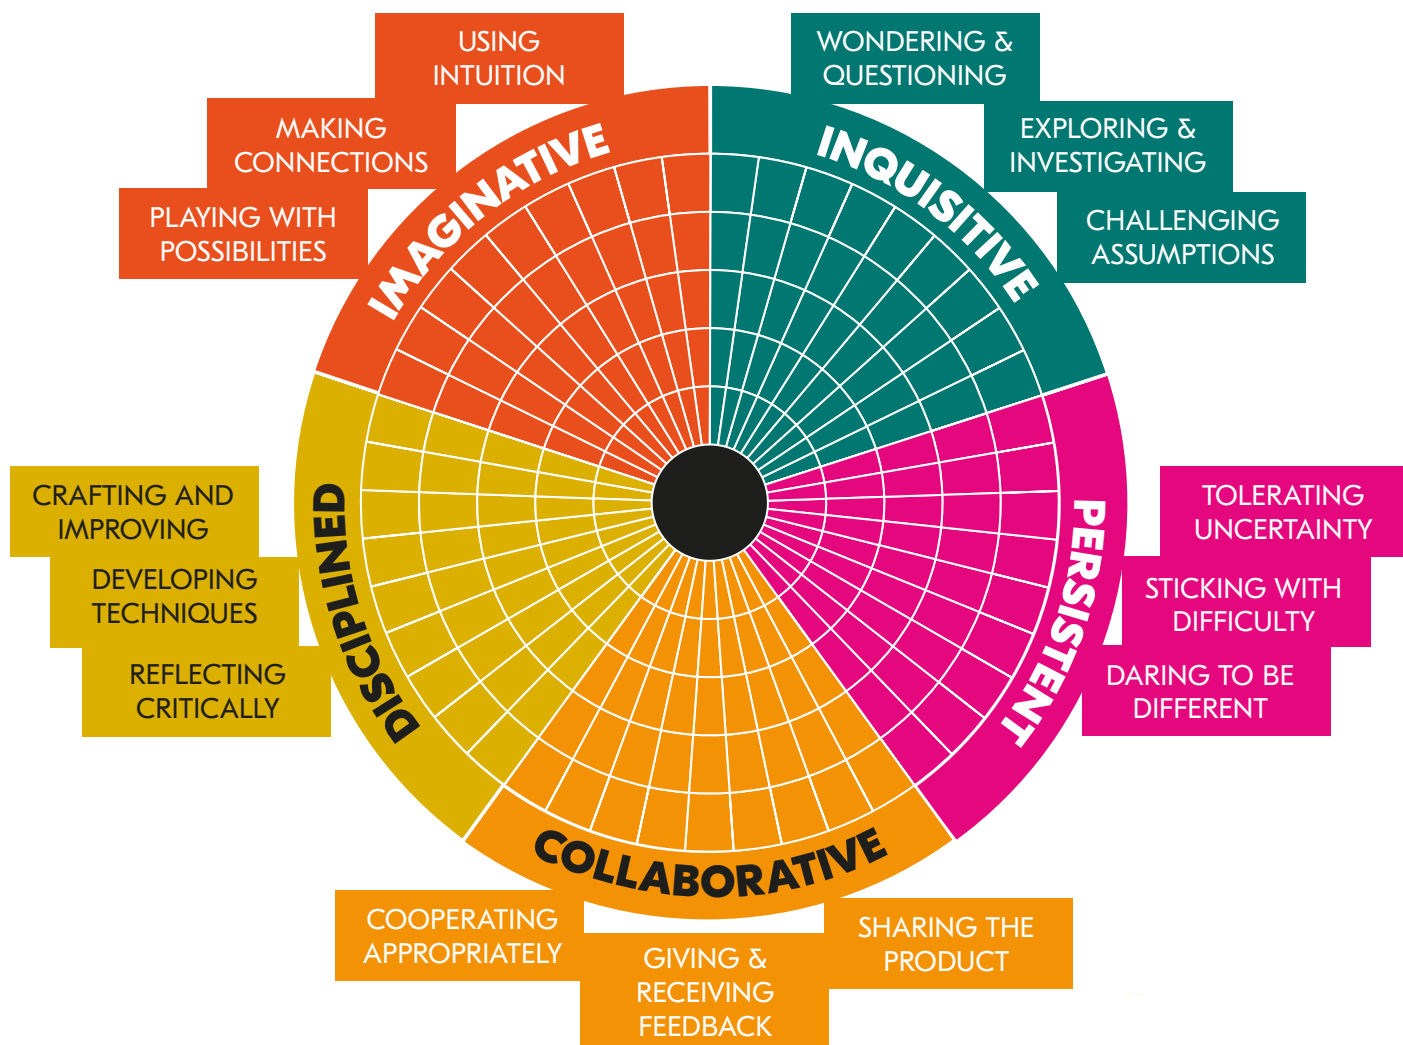 USING
INTUITION
MAKING
CONNECTIONS
PLAYING WITH
POSSIBILITIES
IMAGINATIVE
WONDERING &
QUESTIONING
EXPLORING &
INVESTIGATING
CHALLENGING
ASSUMPTIONS
INQUISITIVE
TOLERATING
UNCERTAINTY
STICKING WITH
DIFFICULTY
DARING TO BE
DIFFERENT
PERSISTENT
COLLABORATIVE
COOPERATING
APPROPRIATELY
GIVING &
RECEIVING
FEEDBACK
SHARING THE
PRODUCT
DISCIPLINED
CRAFTING AND
IMPROVING
DEVELOPING
TECHNIQUES
REFLECTING
CRITICALLY